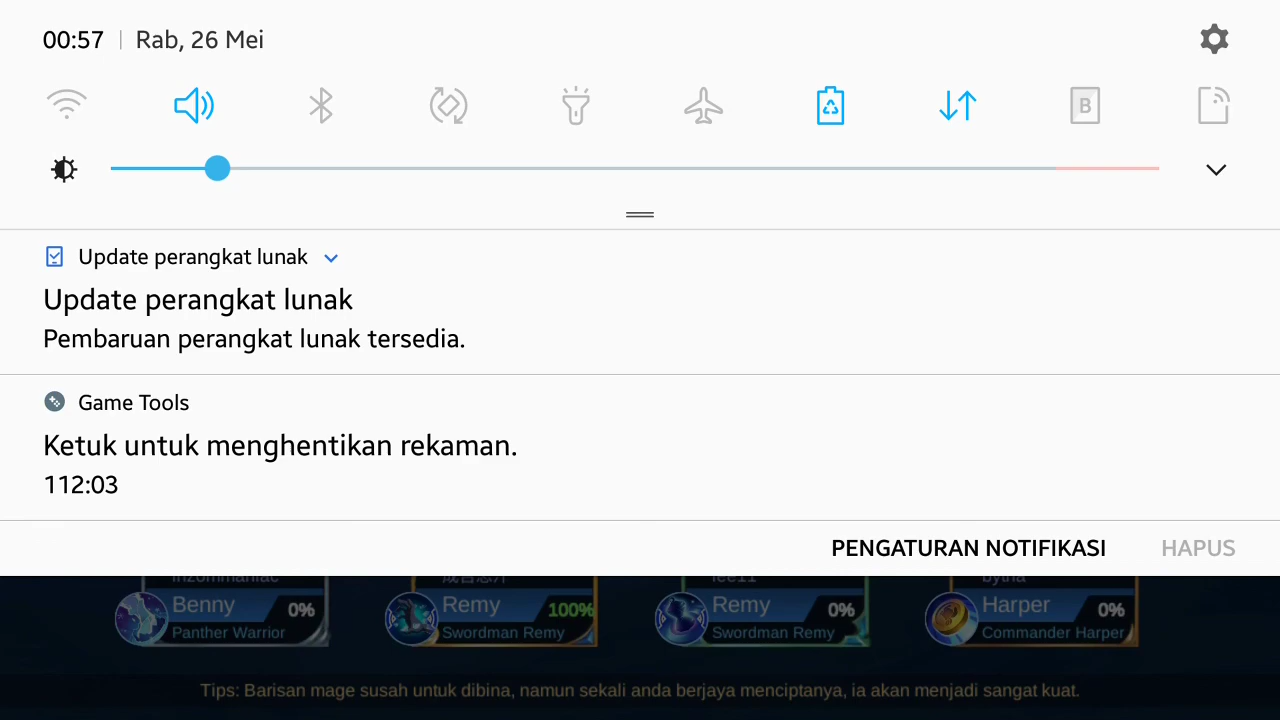 00:57 | Rab, 26 Mei
B
Update perangkat lunak
Update perangkat lunak
Pembaruan perangkat lunak tersedia.
Game Tools
Ketuk untuk menghentikan rekaman.
112:03
PENGATURAN NOTIFIKASI HAPUS
Benny 0% Remy 100% Remy 0% Harper 0%
Panther Warrior Swordman Remy Swordman Remy Commander Harper
Tips: Barisan mage susah untuk dibina, namun sekali anda berjaya menciptanya, ia akan menjadi sangat kuat.